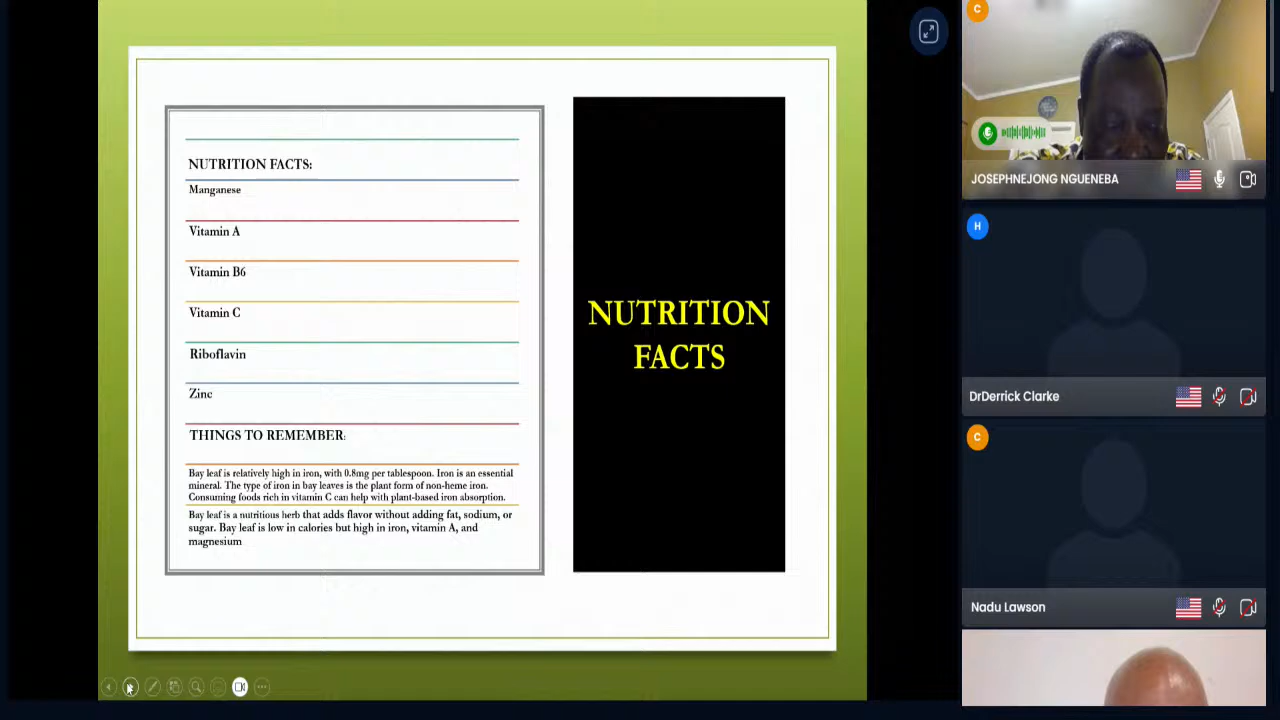 NUTRITION FACTS:
Manganese
Vitamin A
Vitamin B6
Vitamin C
Riboflavin
Zinc
THINGS TO REMEMBER:
Bay leaf is relatively high in iron, with 0.8mg per tablespoon. Iron is an essential
mineral. The type of iron in bay leaves is the plant form of non-heme iron.
Consuming foods rich in vitamin C can help with plant-based iron absorption.
Bay leaf is a nutritious herb that adds flavor without adding fat, sodium, or
sugar. Bay leaf is low in calories but high in iron, vitamin A, and
magnesium
NUTRITION
FACTS
C
JOSEPHNEJONG NGUENEBA
H
DrDerrick Clarke
C
Nadu Lawson